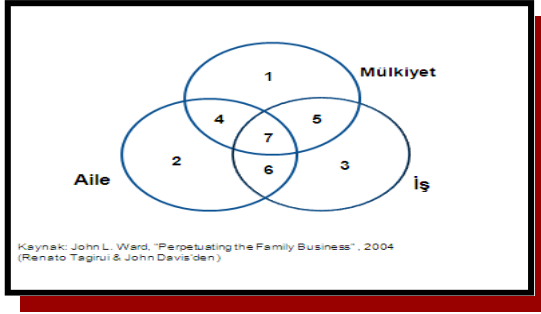 1
Mülkiyet
4
5
7
2
6
3
Aile
İş
Kaynak: John L. Ward, "Perpetuating the Family Business" , 2004
(Renato Tagirui & John Davis'den)